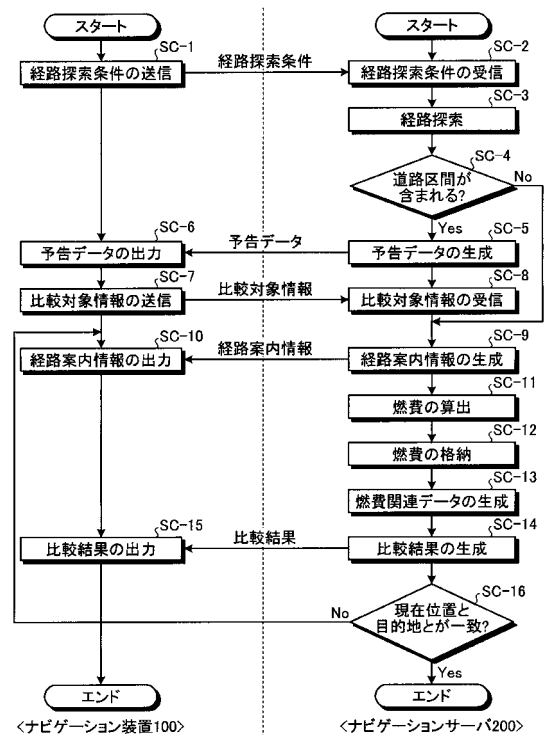 スタート
スタート
SC-1
経路探索条件の送信
経路探索条件
SC-2
経路探索条件の受信
SC-3
経路探索
SC-4
道路区間が
含まれる?
No
Yes
SC-6
予告データの出力
予告データ
SC-5
予告データの生成
SC-7
比較対象情報の送信
比較対象情報
SC-8
比較対象情報の受信
SC-10
経路案内情報の出力
経路案内情報
SC-9
経路案内情報の生成
SC-11
燃費の算出
SC-12
燃費の格納
SC-13
燃費関連データの生成
SC-15
比較結果の出力
比較結果
SC-14
比較結果の生成
SC-16
現在位置と
目的地とが一致?
No
Yes
エンド
エンド
<ナビゲーション装置100>
<ナビゲーションサーバ200>